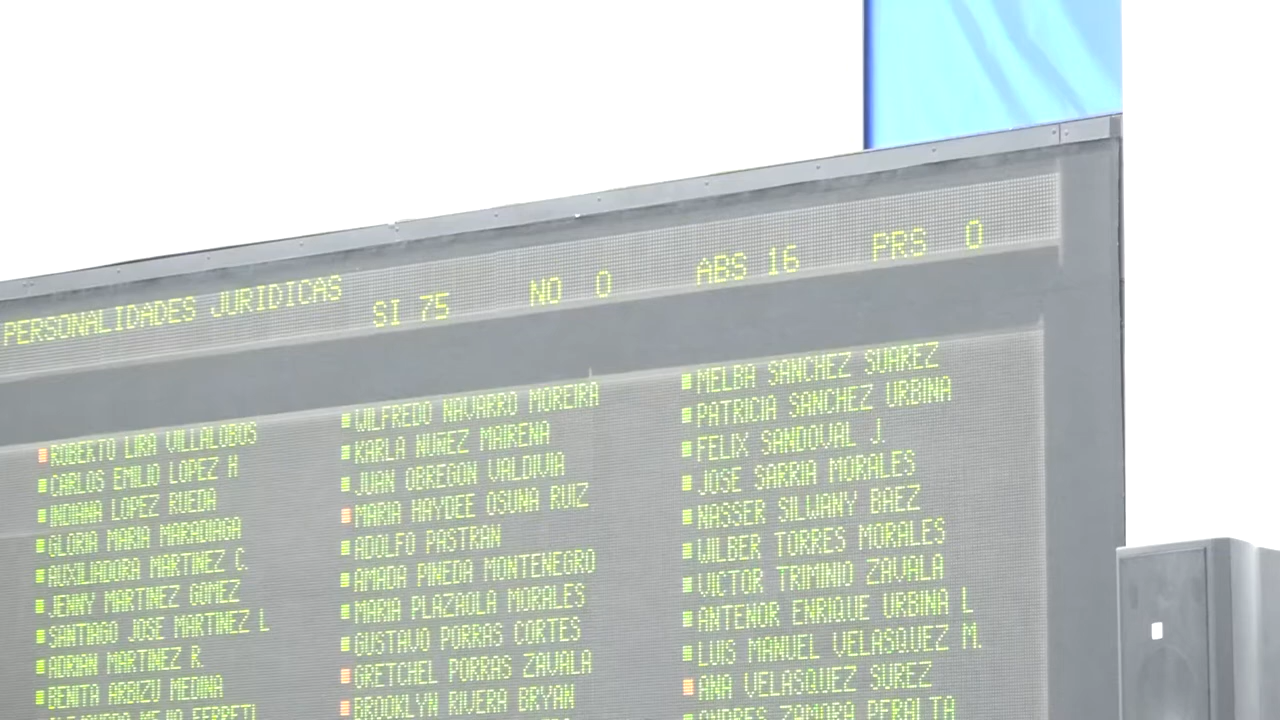 PERSONALIDADES JURIDICAS SI 75 NO 0 ABS 16 PRS 0
ROBERTO LIRA VILLALOBOS
CARLOS EMILIO LOPEZ H
INDIANA LOPEZ RUEDA
GLORIA MARIA MARADIAGA
AUXILIADORA MARTINEZ C.
JENNY MARTINEZ GOMEZ
SANTIAGO JOSE MARTINEZ L
ADRIAN MARTINEZ R.
BENITA ARBIZU MEDINA
WILFREDO NAVARRO MOREIRA
KARLA NUÑEZ MAIRENA
JUAN OBREGON VALDIVIA
MARIA HAYDEE OSUNA RUIZ
ADOLFO PASTRAN
AMADA PINEDA MONTENEGRO
MARIA PLAZAOLA MORALES
GUSTAVO PORRAS CORTES
GRETCHEL PORRAS ZAVALA
BROOKLYN RIVERA BRYAN
MELBA SANCHEZ SUAREZ
PATRICIA SANCHEZ URBINA
FELIX SANDOVAL J.
JOSE SARRIA MORALES
NASSER SILWANY BAEZ
WILBER TORRES MORALES
VICTOR TRIMINIO ZAVALA
ANTENOR ENRIQUE URBINA L
LUIS MANUEL VELASQUEZ M.
ANA VELASQUEZ SUREZ
ANDRES ZAMORA PERALTA